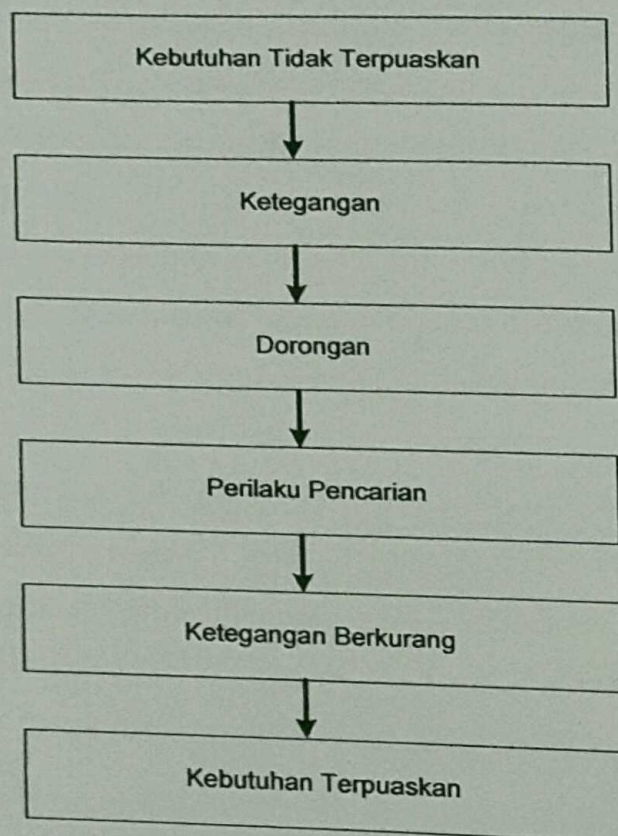 Kebutuhan Tidak Terpuaskan
Ketegangan
Dorongan
Perilaku Pencarian
Ketegangan Berkurang
Kebutuhan Terpuaskan